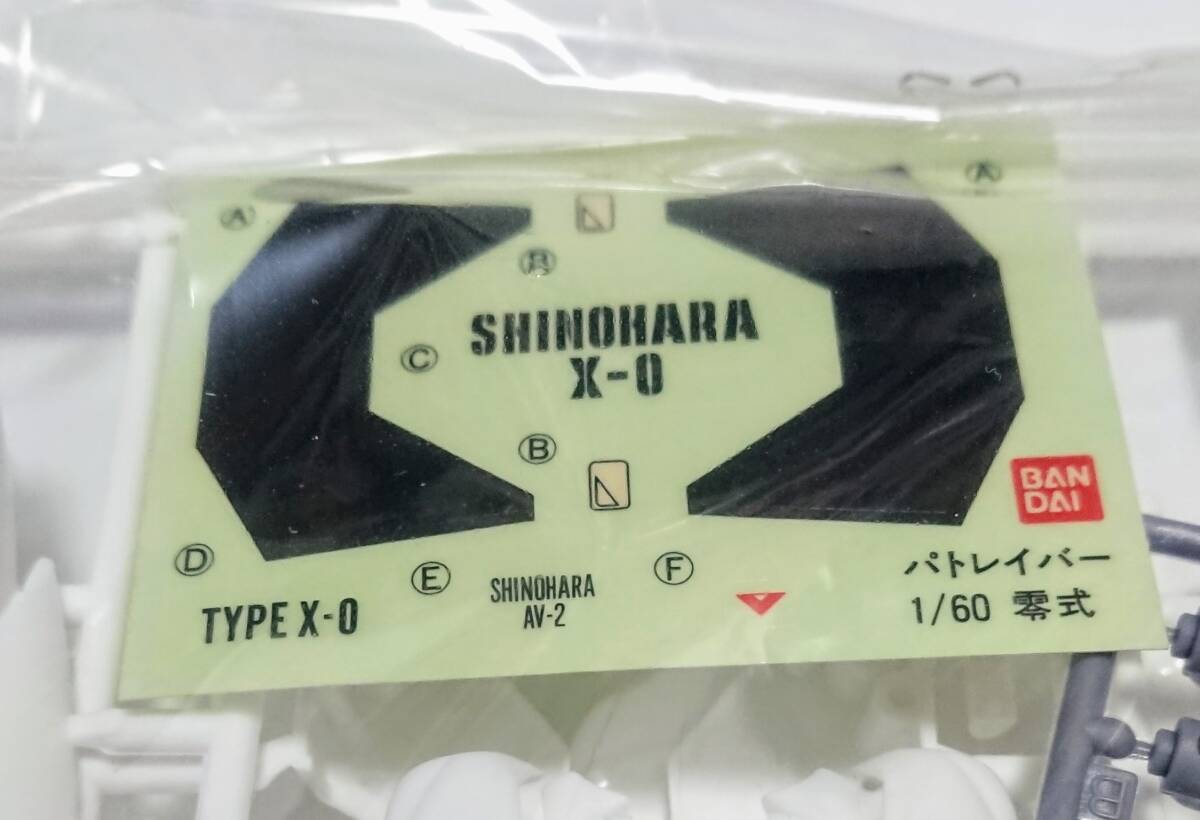 Ⓐ
Ⓐ
Ⓑ
SHINOHARA
X-0
Ⓒ
Ⓑ
BAN
DAI
Ⓓ
TYPE X-0
Ⓔ
SHINOHARA
AV-2
Ⓕ
パトレイバー
1/60 零式
B